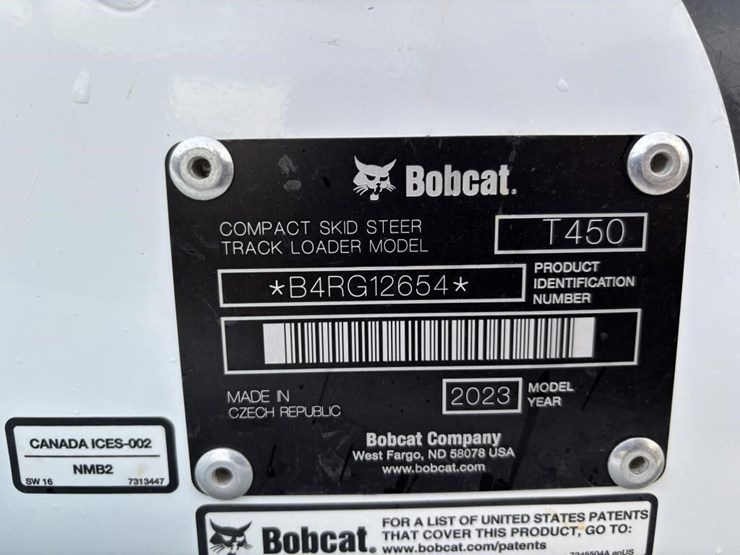 Bobcat.
COMPACT SKID STEER
TRACK LOADER MODEL
T450
*B4RG12654*
PRODUCT
IDENTIFICATION
NUMBER
MADE IN
CZECH REPUBLIC
2023
MODEL
YEAR
Bobcat Company
West Fargo, ND 58078 USA
www.bobcat.com
CANADA ICES-002
NMB2
SW 16
7313447
Bobcat.
FOR A LIST OF UNITED STATES PATENTS
THAT COVER THIS PRODUCT, GO TO:
www.bobcat.com/patents